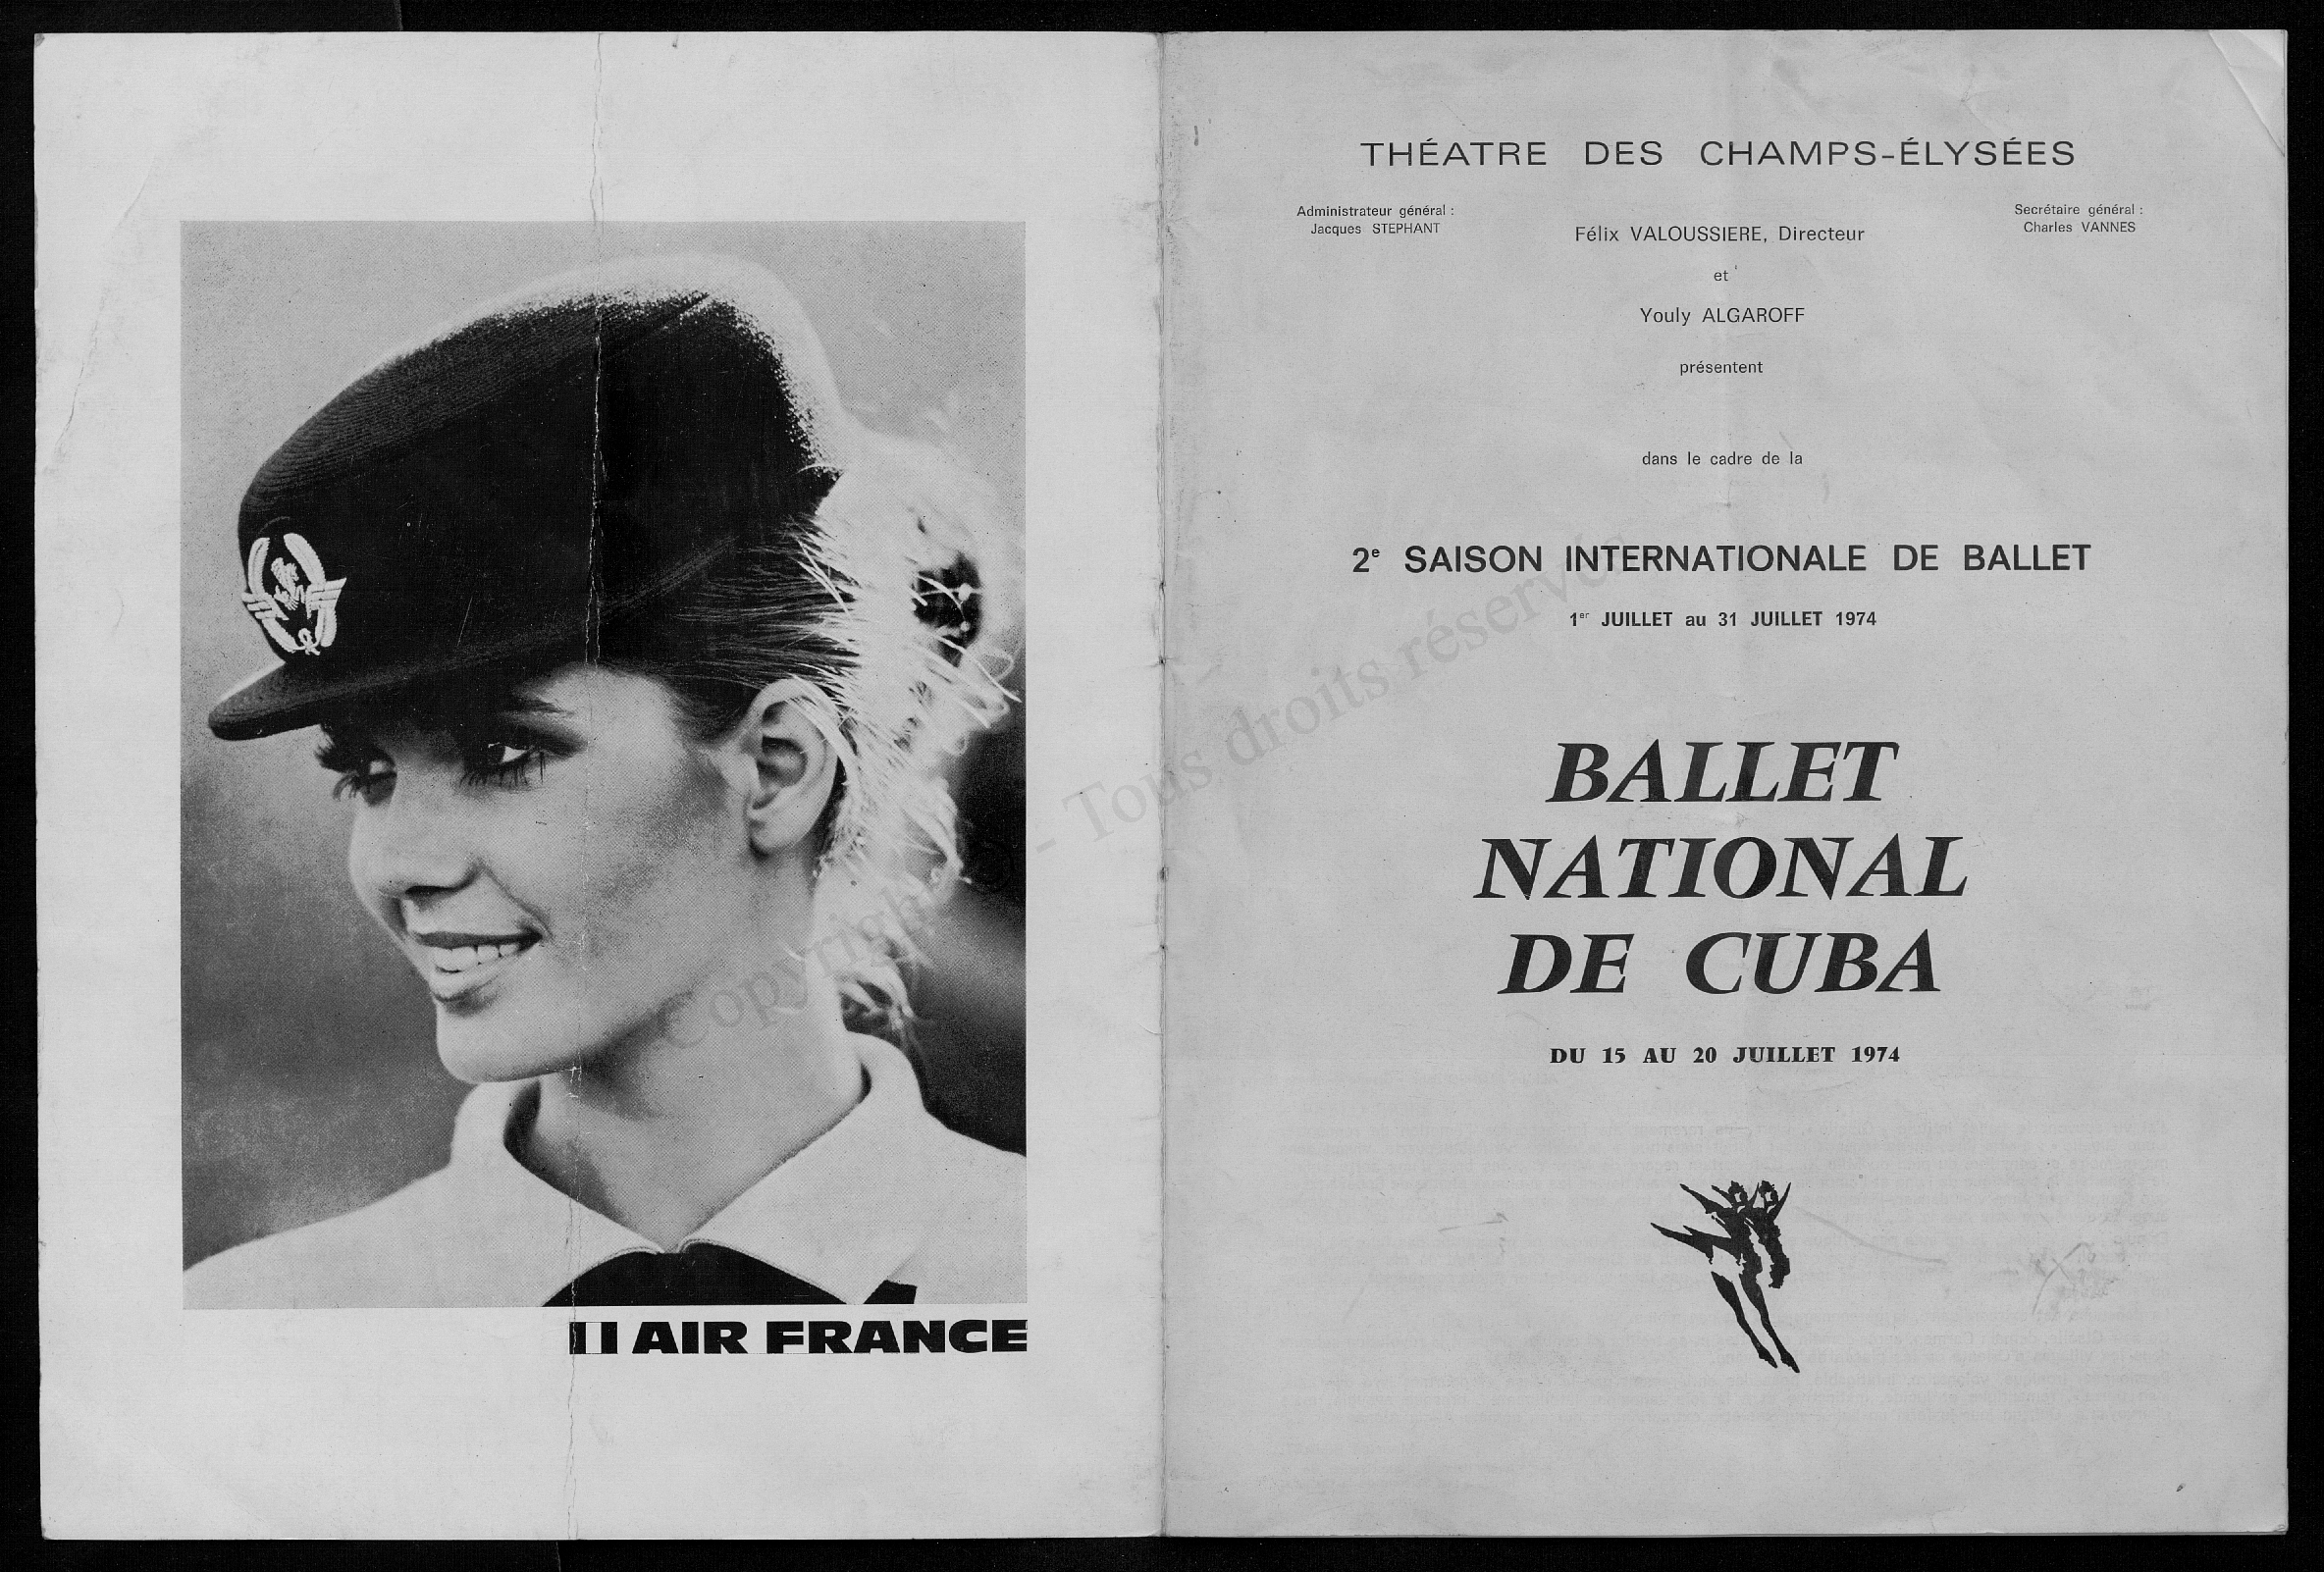 AIR FRANCE
THÉATRE DES CHAMPS-ÉLYSÉES
Administrateur général :
Jacques STEPHANT
Félix VALOUSSIERE, Directeur
Secrétaire général :
Charles VANNES
et
Youly ALGAROFF
présentent
dans le cadre de la
2e SAISON INTERNATIONALE DE BALLET
1er JUILLET au 31 JUILLET 1974
BALLET
NATIONAL
DE CUBA
DU 15 AU 20 JUILLET 1974
Copyright © - Tous droits réservés